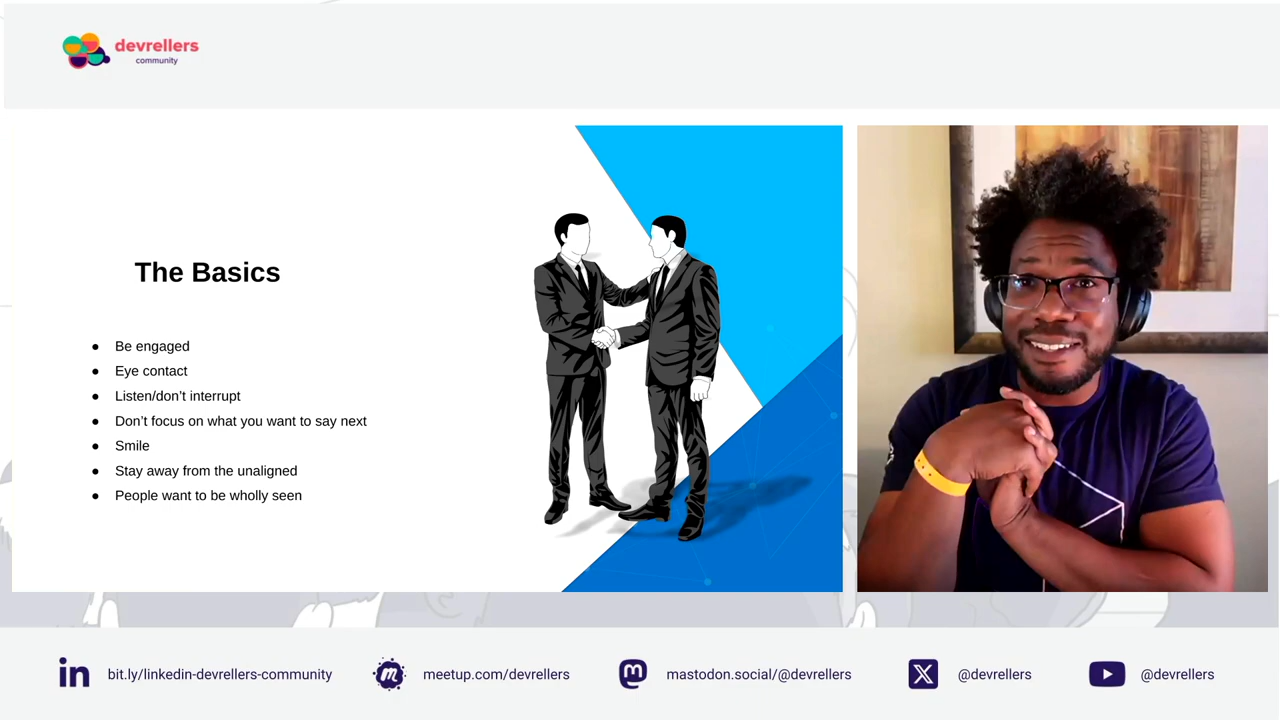 devrellers
community
The Basics
● Be engaged
● Eye contact
● Listen/don't interrupt
● Don't focus on what you want to say next
● Smile
● Stay away from the unaligned
● People want to be wholly seen
in bit.ly/linkedin-devrellers-community
meetup.com/devrellers
mastodon.social/@devrellers
@devrellers
@devrellers